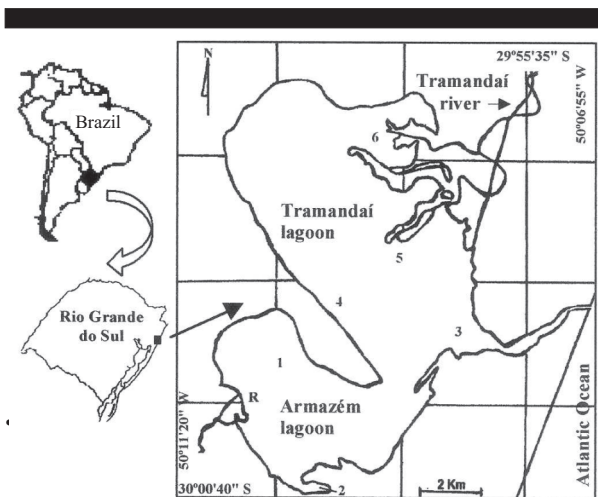 N
29°55'35" S
Tramandaí
river
50°06'55" W
Brazil
6
Tramandaí
lagoon
5
4
Rio Grande
do Sul
3
1
R
Armazém
lagoon
50°11'20" W
Atlantic Ocean
30°00'40" S
2
2 Km